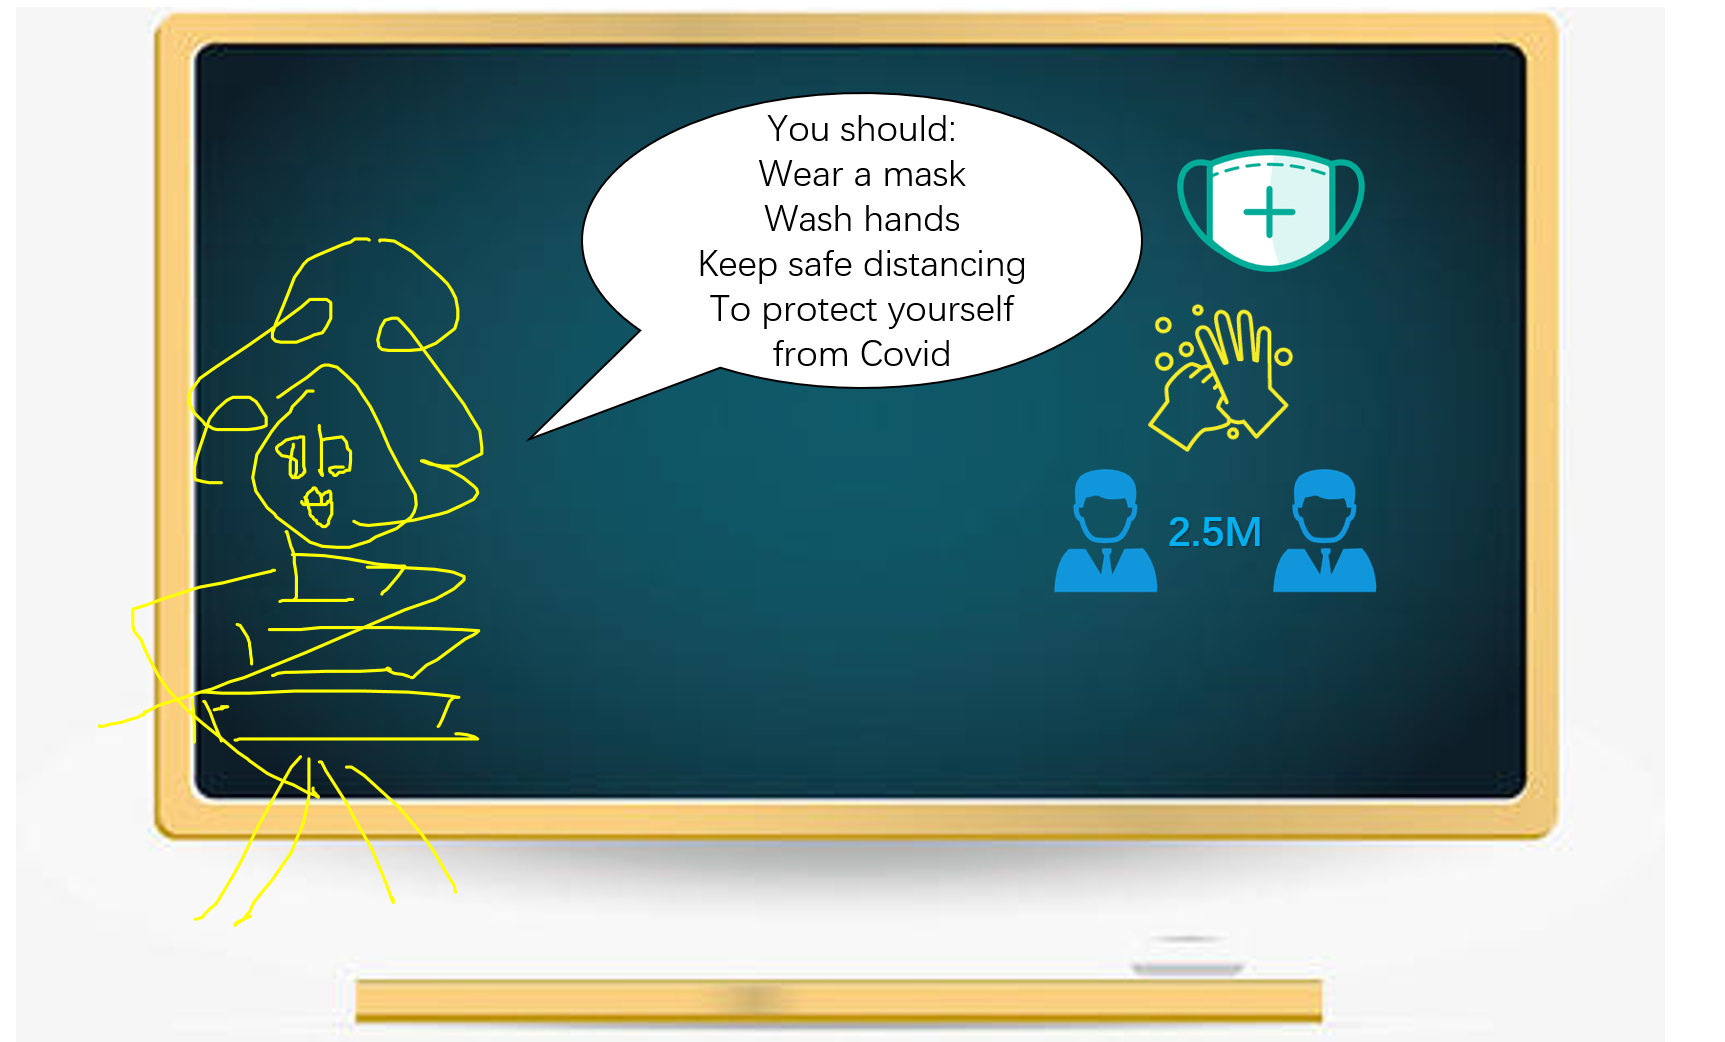 You should:
Wear a mask
Wash hands
Keep safe distancing
To protect yourself
from Covid
2.5M